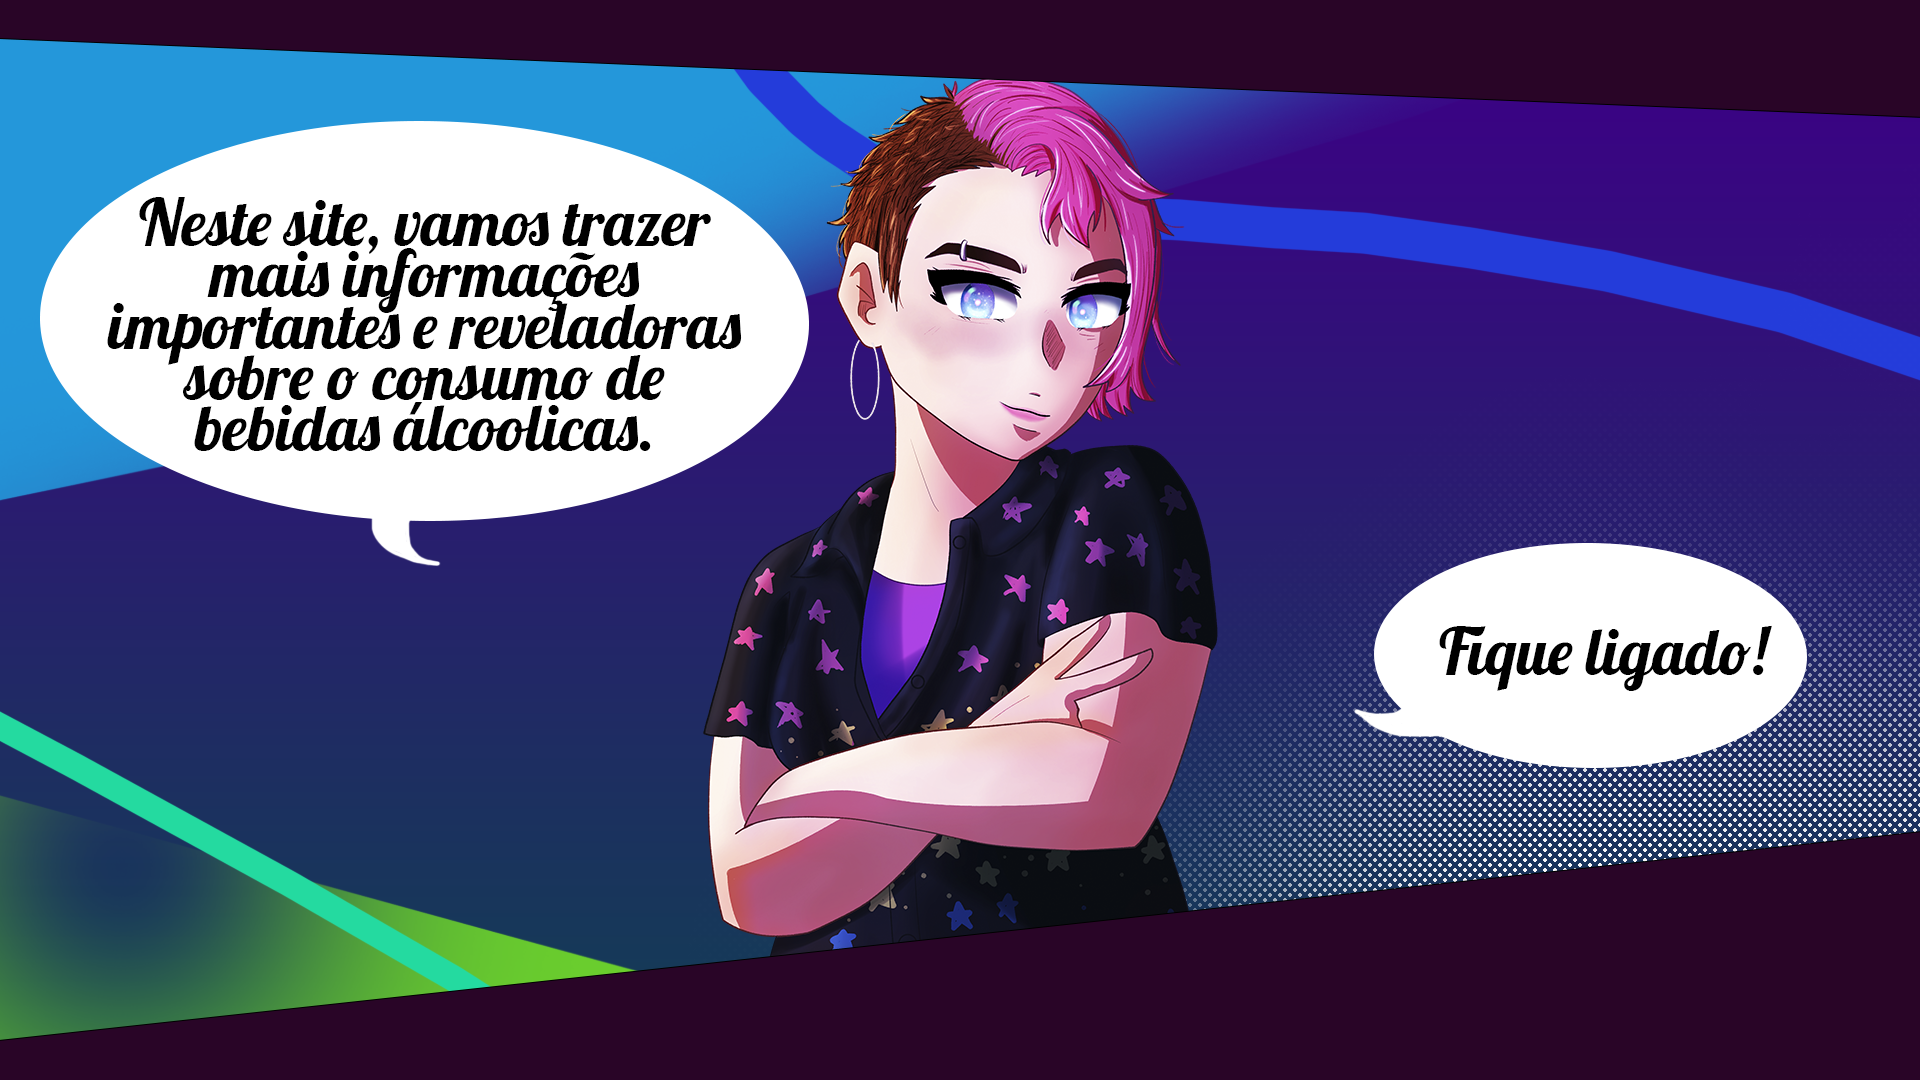 Neste site, vamos trazer
mais informações
importantes e reveladoras
sobre o consumo de
bebidas álcoolicas.
Fique ligado!